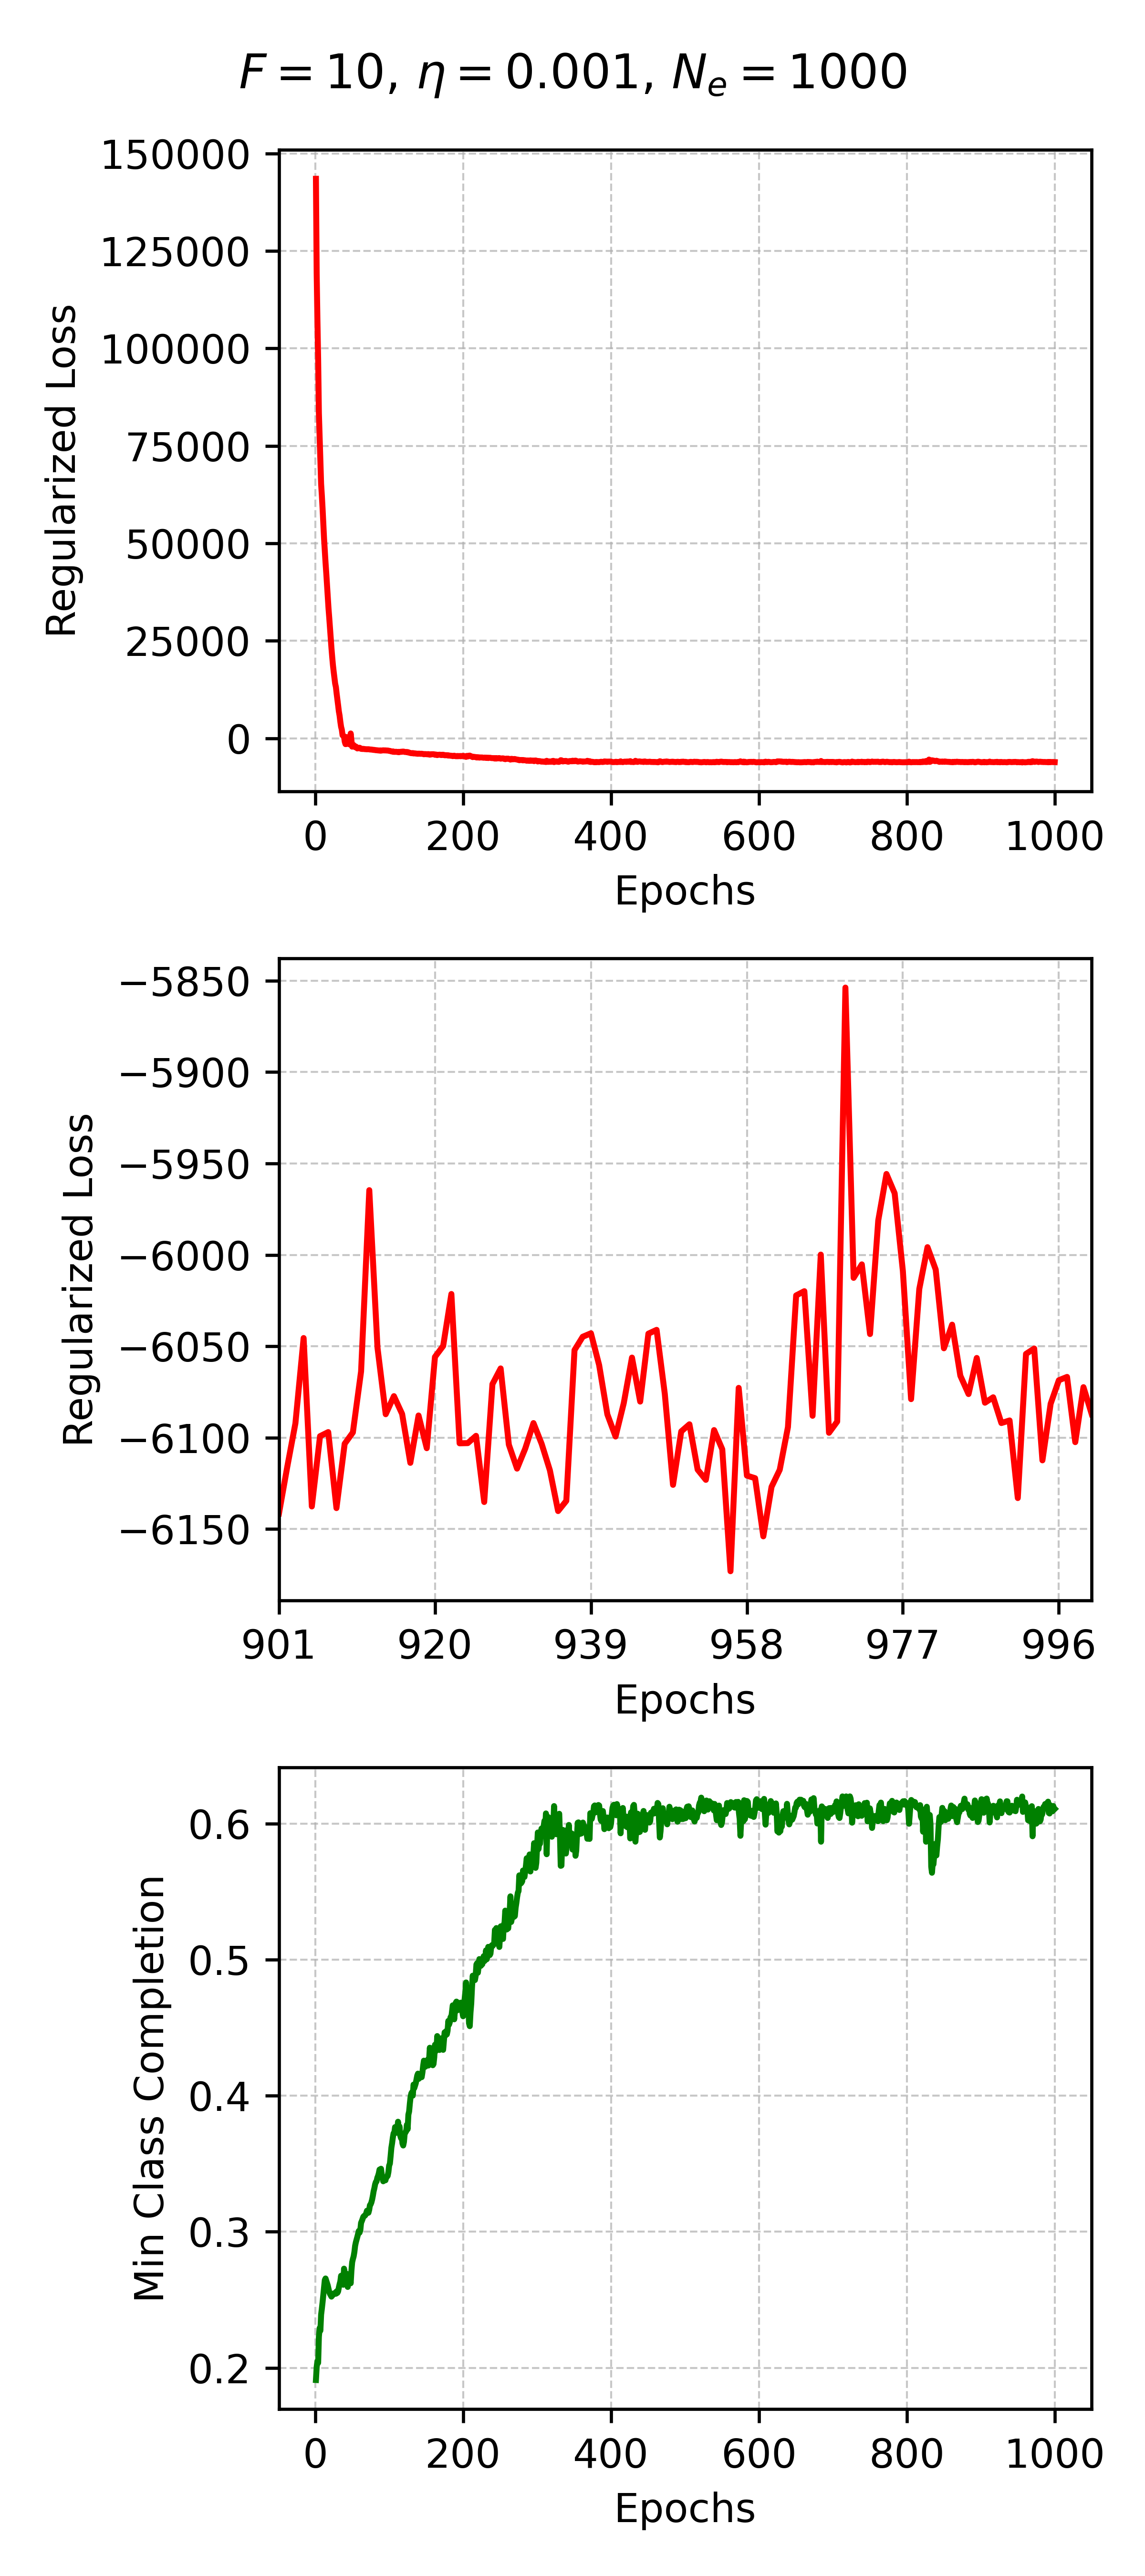 F = 10, η = 0.001, Nₑ = 1000
150000
125000
100000
75000
50000
25000
0
Regularized Loss
0 200 400 600 800 1000
Epochs
−5850
−5900
−5950
−6000
−6050
−6100
−6150
Regularized Loss
901 920 939 958 977 996
Epochs
0.6
0.5
0.4
0.3
0.2
Min Class Completion
0 200 400 600 800 1000
Epochs